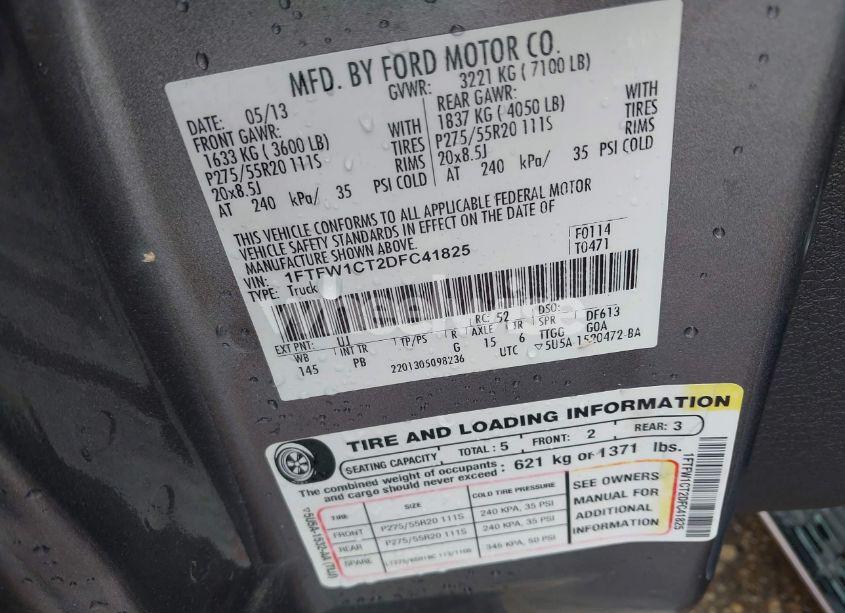 MFD. BY FORD MOTOR CO.
DATE: 05/13 GVWR: 3221 KG ( 7100 LB)
FRONT GAWR: REAR GAWR:
1633 KG ( 3600 LB) WITH 1837 KG ( 4050 LB) WITH
P275/55R20 111S TIRES P275/55R20 111S TIRES
20x8.5J RIMS 20x8.5J RIMS
AT 240 kPa/ 35 PSI COLD AT 240 kPa/ 35 PSI COLD
THIS VEHICLE CONFORMS TO ALL APPLICABLE FEDERAL MOTOR
VEHICLE SAFETY STANDARDS IN EFFECT ON THE DATE OF
MANUFACTURE SHOWN ABOVE.
VIN: 1FTFW1CT2DFC41825 F0114
TYPE: Truck T0471
EXT PNT: UJ RC: 52 DSO:
WB INT TR TP/PS R AXLE TR SPR DF613
145 PB G 15 6 TTGG GOA
2201305098236 UTC ▽5U5A 1520472-BA
TIRE AND LOADING INFORMATION
SEATING CAPACITY TOTAL : 5 FRONT: 2 REAR: 3
The combined weight of occupants and cargo should never exceed : 621 kg or 1371 lbs.
TIRE SIZE COLD TIRE PRESSURE
FRONT P275/55R20 111S 240 KPA, 35 PSI
REAR P275/55R20 111S 240 KPA, 35 PSI
SPARE 345 KPA, 50 PSI
SEE OWNERS
MANUAL FOR
ADDITIONAL
INFORMATION
1FTFW1CT2DFC41825